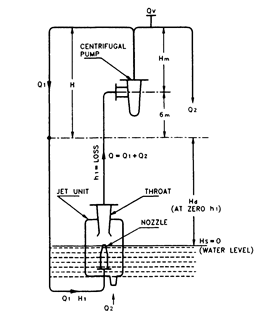 Qv
CENTRIFUGAL
PUMP
H
Hm
Q1
Q2
6m
h1 = LOSS
Q = Q1 + Q2
JET UNIT
THROAT
NOZZLE
Hd
(AT ZERO h1)
Hs=0
(WATER LEVEL)
Q1 H1
Q2